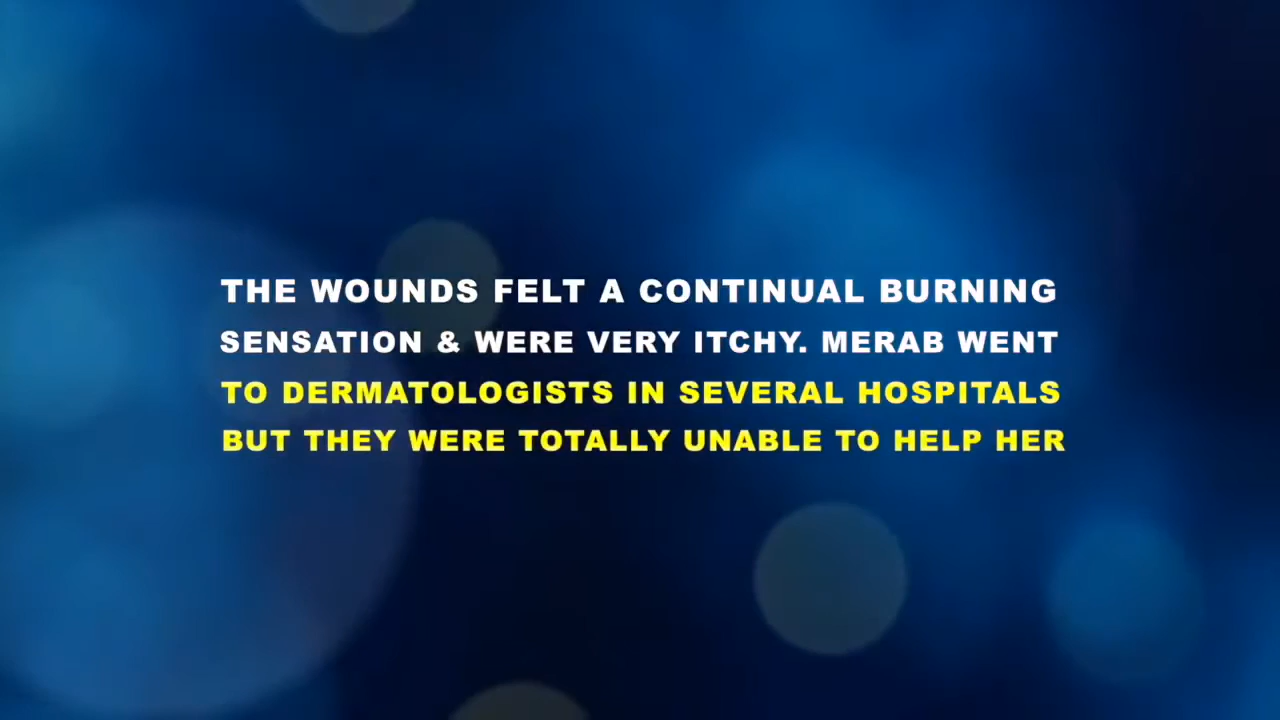 THE WOUNDS FELT A CONTINUAL BURNING
SENSATION & WERE VERY ITCHY. MERAB WENT
TO DERMATOLOGISTS IN SEVERAL HOSPITALS
BUT THEY WERE TOTALLY UNABLE TO HELP HER